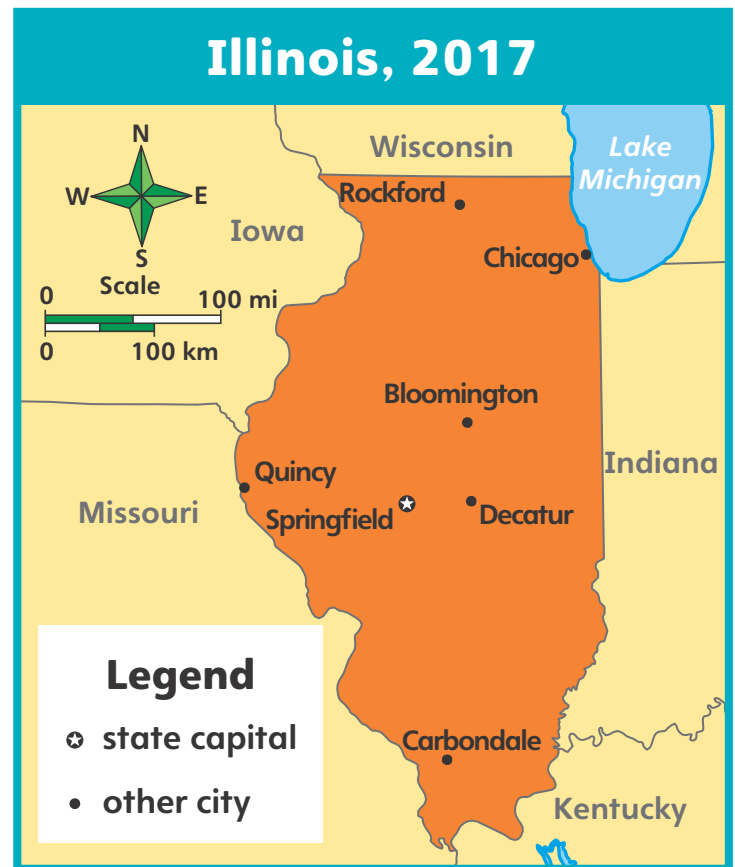 Illinois, 2017
N
W
E
S
Scale
0
100 mi
0
100 km
Wisconsin
Lake
Michigan
Iowa
Rockford
Chicago
Bloomington
Indiana
Quincy
Missouri
Springfield
Decatur
Carbondale
Kentucky
Legend
state capital
other city